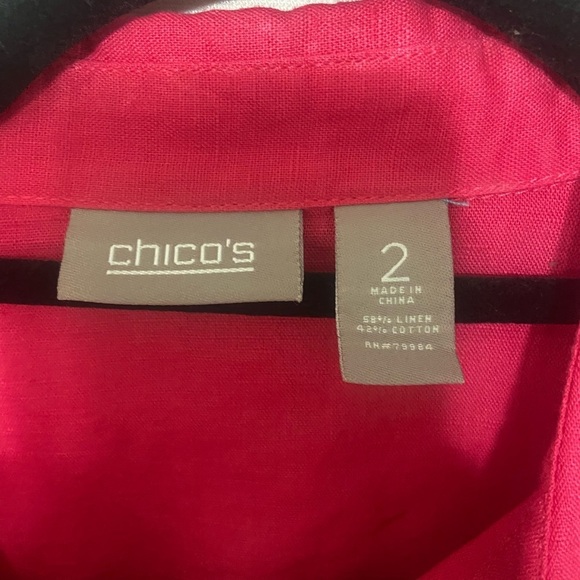 chico's
2
MADE IN
CHINA
58% LINEN
42% COTTON
RN#79984